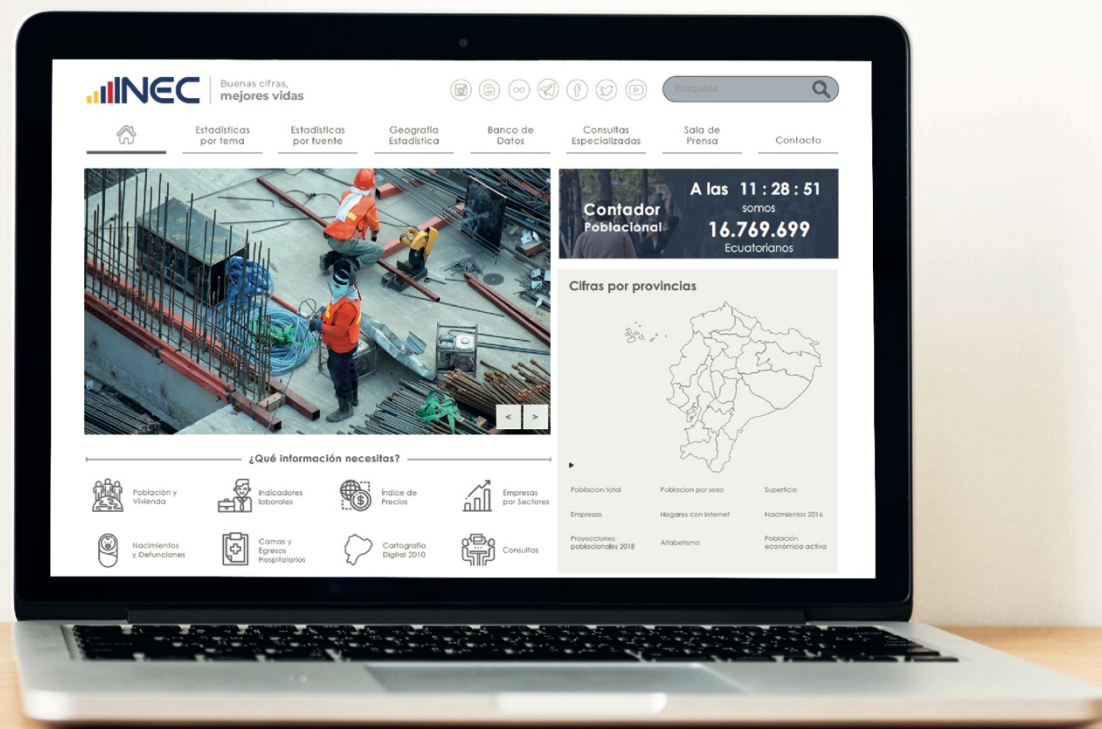 INEC
Buenas cifras,
mejores vidas
Búsqueda
Estadísticas
por tema
Estadísticas
por fuente
Geografía
Estadística
Banco de
Datos
Consultas
Especializadas
Sala de
Prensa
Contacto
Contador
Poblacional
A las 11 : 28 : 51
somos
16.769.699
Ecuatorianos
Cifras por provincias
< >
¿Qué información necesitas?
Población y
Vivienda
Indicadores
laborales
Índice de
Precios
Empresas
por Sectores
Nacimientos
y Defunciones
Camas y
Egresos
Hospitalarios
Cartografía
Digital 2010
Consultas
Poblacion total
Poblacion por sexo
Superficie
Empresas
Hogares con internet
Nacimientos 2016
Proyecciones
poblacionales 2018
Alfabetismo
Población
económica activa